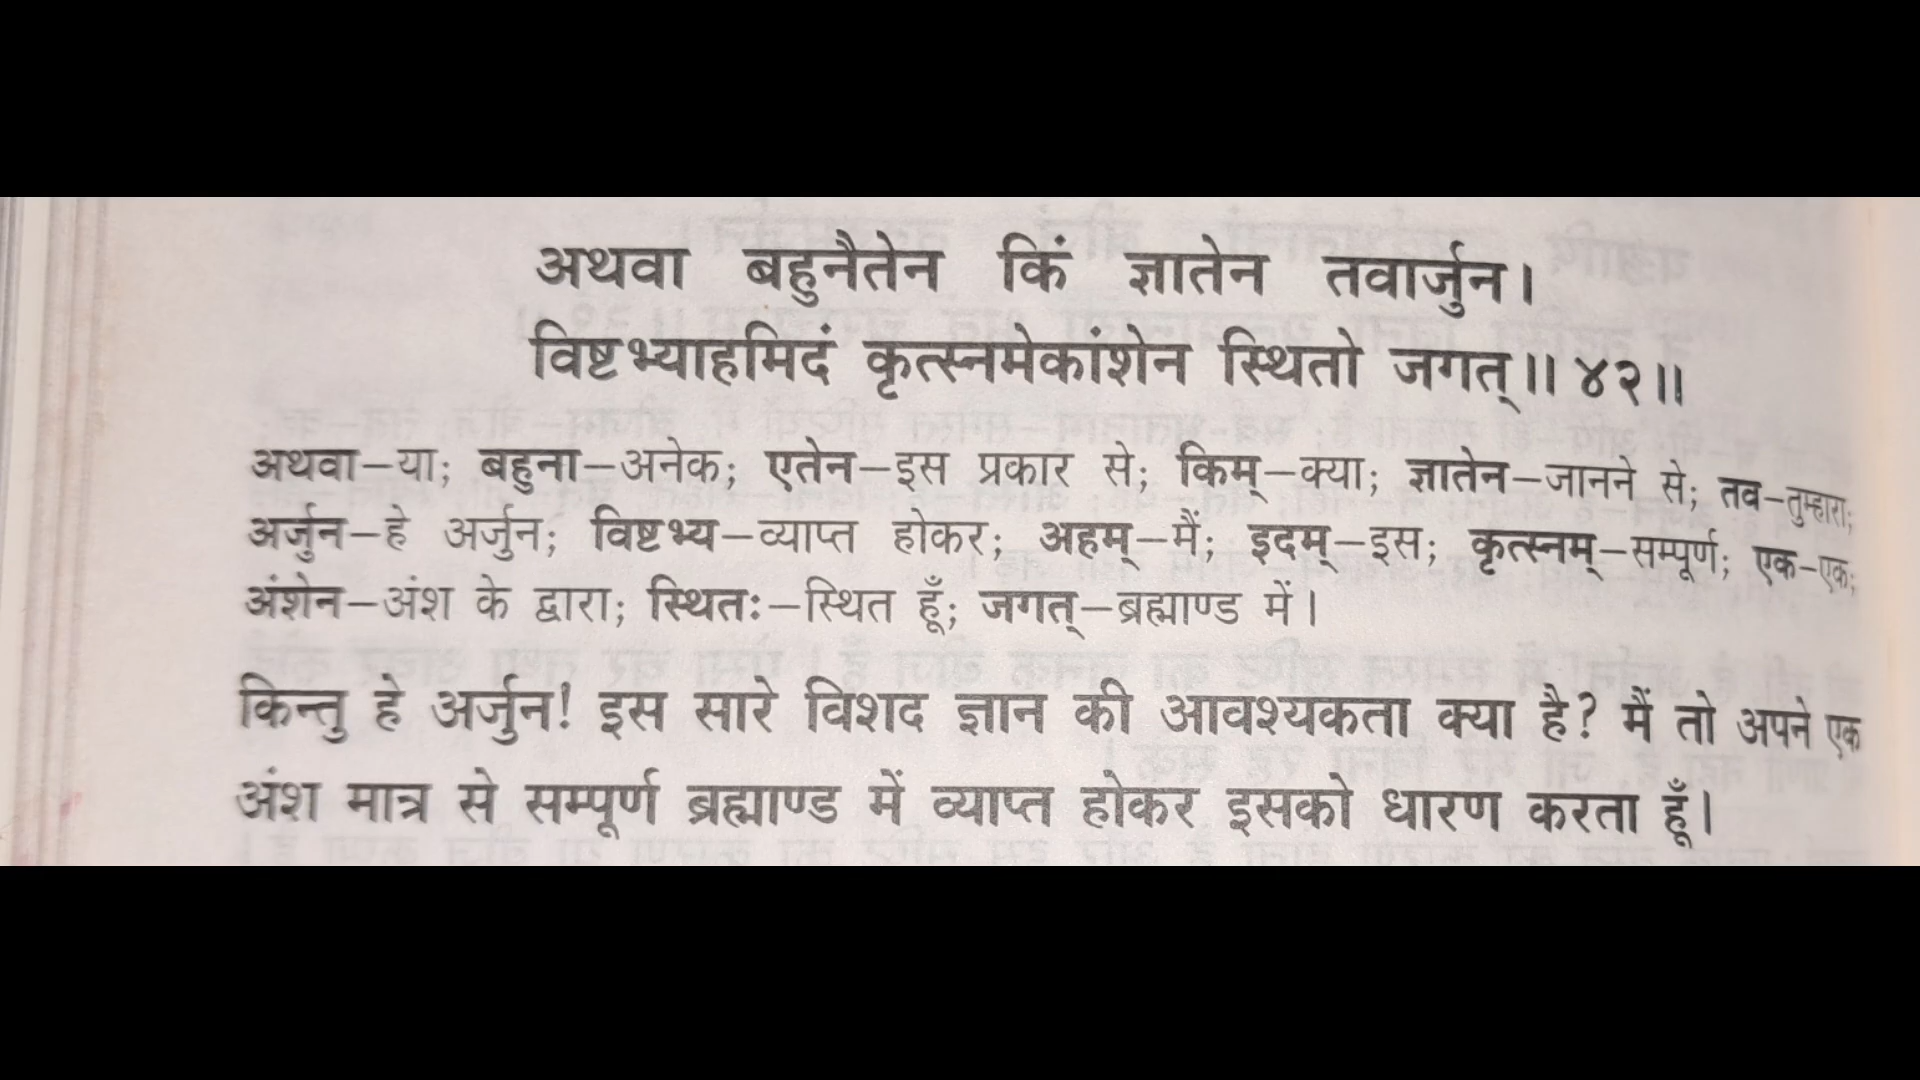 अथवा बहुनैतेन किं ज्ञातेन तवार्जुन।
विष्टभ्याहमिदं कृत्स्नमेकांशेन स्थितो जगत्॥४२॥
अथवा–या; बहुना–अनेक; एतेन–इस प्रकार से; किम्–क्या; ज्ञातेन–जानने से; तव–तुम्हारा;
अर्जुन–हे अर्जुन; विष्टभ्य–व्याप्त होकर; अहम्–मैं; इदम्–इस; कृत्स्नम्–सम्पूर्ण; एक–एक;
अंशेन–अंश के द्वारा; स्थितः–स्थित हूँ; जगत्–ब्रह्माण्ड में।
किन्तु हे अर्जुन! इस सारे विशद ज्ञान की आवश्यकता क्या है? मैं तो अपने एक
अंश मात्र से सम्पूर्ण ब्रह्माण्ड में व्याप्त होकर इसको धारण करता हूँ।